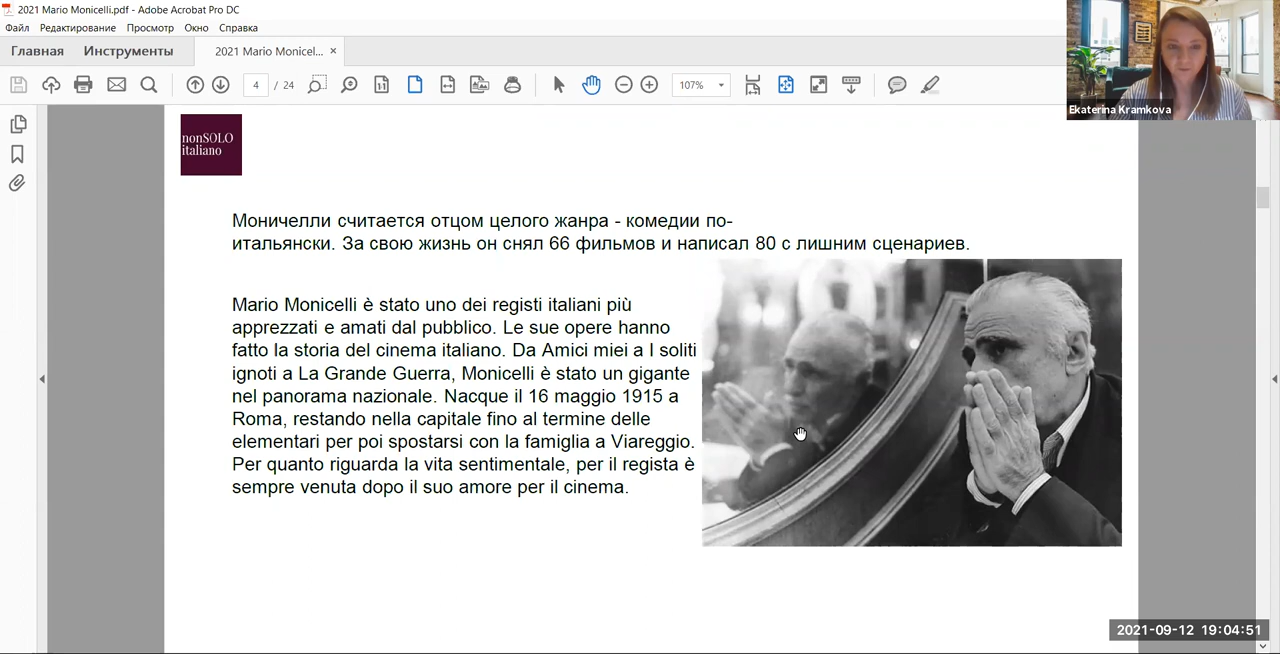 2021 Mario Monicelli.pdf - Adobe Acrobat Pro DC
Файл Редактирование Просмотр Окно Справка
Главная Инструменты 2021 Mario Monicel... ×
4 / 24 107%
Ekaterina Kramkova
nonSOLO
italiano
Моничелли считается отцом целого жанра - комедии по-
итальянски. За свою жизнь он снял 66 фильмов и написал 80 с лишним сценариев.
Mario Monicelli è stato uno dei registi italiani più
apprezzati e amati dal pubblico. Le sue opere hanno
fatto la storia del cinema italiano. Da Amici miei a I soliti
ignoti a La Grande Guerra, Monicelli è stato un gigante
nel panorama nazionale. Nacque il 16 maggio 1915 a
Roma, restando nella capitale fino al termine delle
elementari per poi spostarsi con la famiglia a Viareggio.
Per quanto riguarda la vita sentimentale, per il regista è
sempre venuta dopo il suo amore per il cinema.
2021-09-12 19:04:51